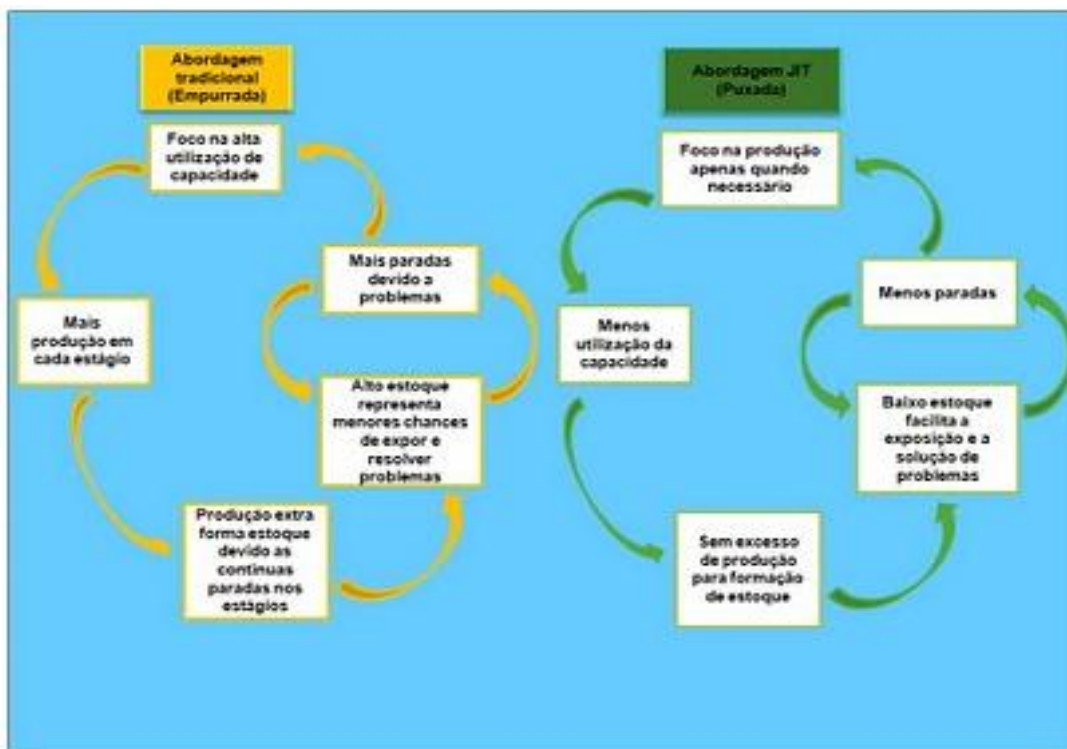 Abordagem
tradicional
(Empurrada)
Foco na alta
utilização de
capacidade
Mais
produção em
cada estágio
Produção extra
forma estoque
devido as
contínuas
paradas nos
estágios
Alto estoque
representa
menores chances
de expor e
resolver
problemas
Mais paradas
devido a
problemas
Abordagem JIT
(Puxada)
Foco na produção
apenas quando
necessário
Menos
utilização da
capacidade
Sem excesso
de produção
para formação
de estoque
Baixo estoque
facilita a
exposição e a
solução de
problemas
Menos paradas